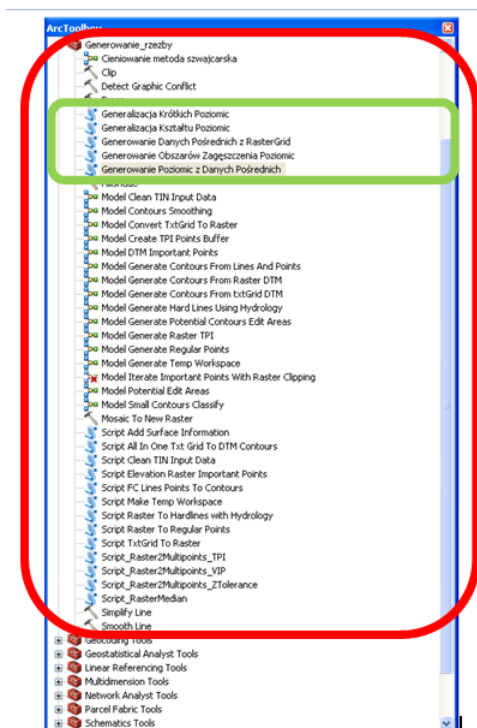 ArcToolbox
Generowanie_rzezby
Cieniowanie metoda szwajcarska
Clip
Detect Graphic Conflict
Generalizacja Krótkich Poziomic
Generalizacja Kształtu Poziomic
Generowanie Danych Pośrednich z RasterGrid
Generowanie Obszarów Zagęszczenia Poziomic
Generowanie Poziomic z Danych Pośrednich
Hillshade
Model Clean TIN Input Data
Model Contours Smoothing
Model Convert TxtGrid To Raster
Model Create TPI Points Buffer
Model DTM Important Points
Model Generate Contours From Lines And Points
Model Generate Contours From Raster DTM
Model Generate Contours From txtGrid DTM
Model Generate Hard Lines Using Hydrology
Model Generate Potential Contours Edit Areas
Model Generate Raster TPI
Model Generate Regular Points
Model Generate Temp Workspace
Model Iterate Important Points With Raster Clipping
Model Potential Edit Areas
Model Small Contours Classify
Mosaic To New Raster
Script Add Surface Information
Script All In One Txt Grid To DTM Contours
Script Clean TIN Input Data
Script Elevation Raster Important Points
Script FC Lines Points To Contours
Script Make Temp Workspace
Script Raster To Hardlines with Hydrology
Script Raster To Regular Points
Script TxtGrid To Raster
Script_Raster2Multipoints_TPI
Script_Raster2Multipoints_VIP
Script_Raster2Multipoints_ZTolerance
Script_RasterMedian
Simplify Line
Smooth Line
Geocoding Tools
Geostatistical Analyst Tools
Linear Referencing Tools
Multidimension Tools
Network Analyst Tools
Parcel Fabric Tools
Schematics Tools